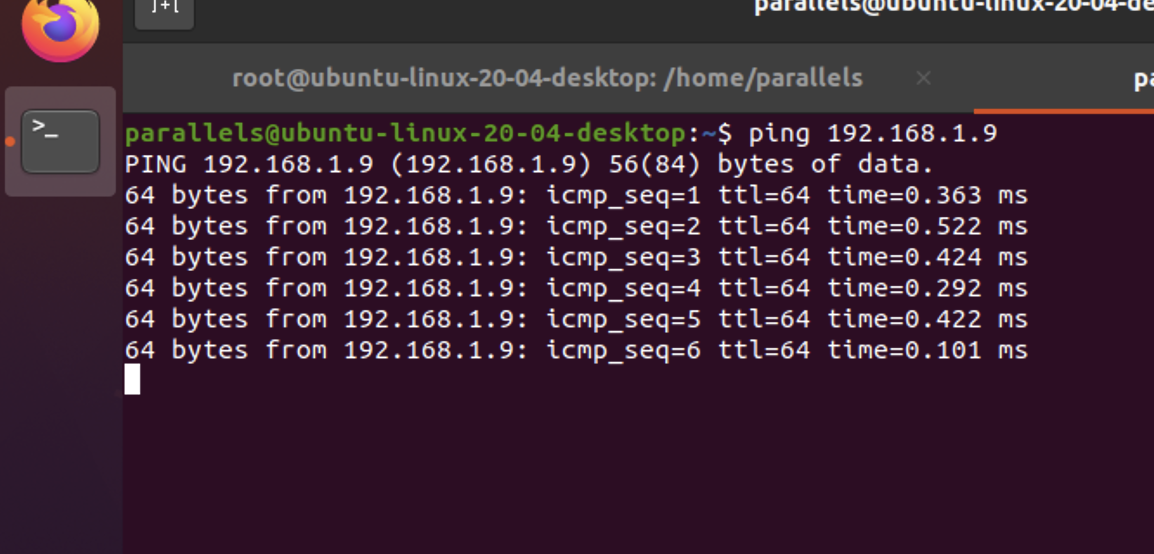 parallels@ubuntu-linux-20-04-de
root@ubuntu-linux-20-04-desktop: /home/parallels ×
pa
>_
parallels@ubuntu-linux-20-04-desktop:~$ ping 192.168.1.9
PING 192.168.1.9 (192.168.1.9) 56(84) bytes of data.
64 bytes from 192.168.1.9: icmp_seq=1 ttl=64 time=0.363 ms
64 bytes from 192.168.1.9: icmp_seq=2 ttl=64 time=0.522 ms
64 bytes from 192.168.1.9: icmp_seq=3 ttl=64 time=0.424 ms
64 bytes from 192.168.1.9: icmp_seq=4 ttl=64 time=0.292 ms
64 bytes from 192.168.1.9: icmp_seq=5 ttl=64 time=0.422 ms
64 bytes from 192.168.1.9: icmp_seq=6 ttl=64 time=0.101 ms